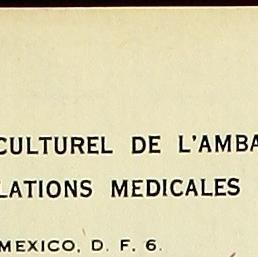 CULTUREL DE L'AMBA
LATIONS MEDICALES
MEXICO, D. F. 6.